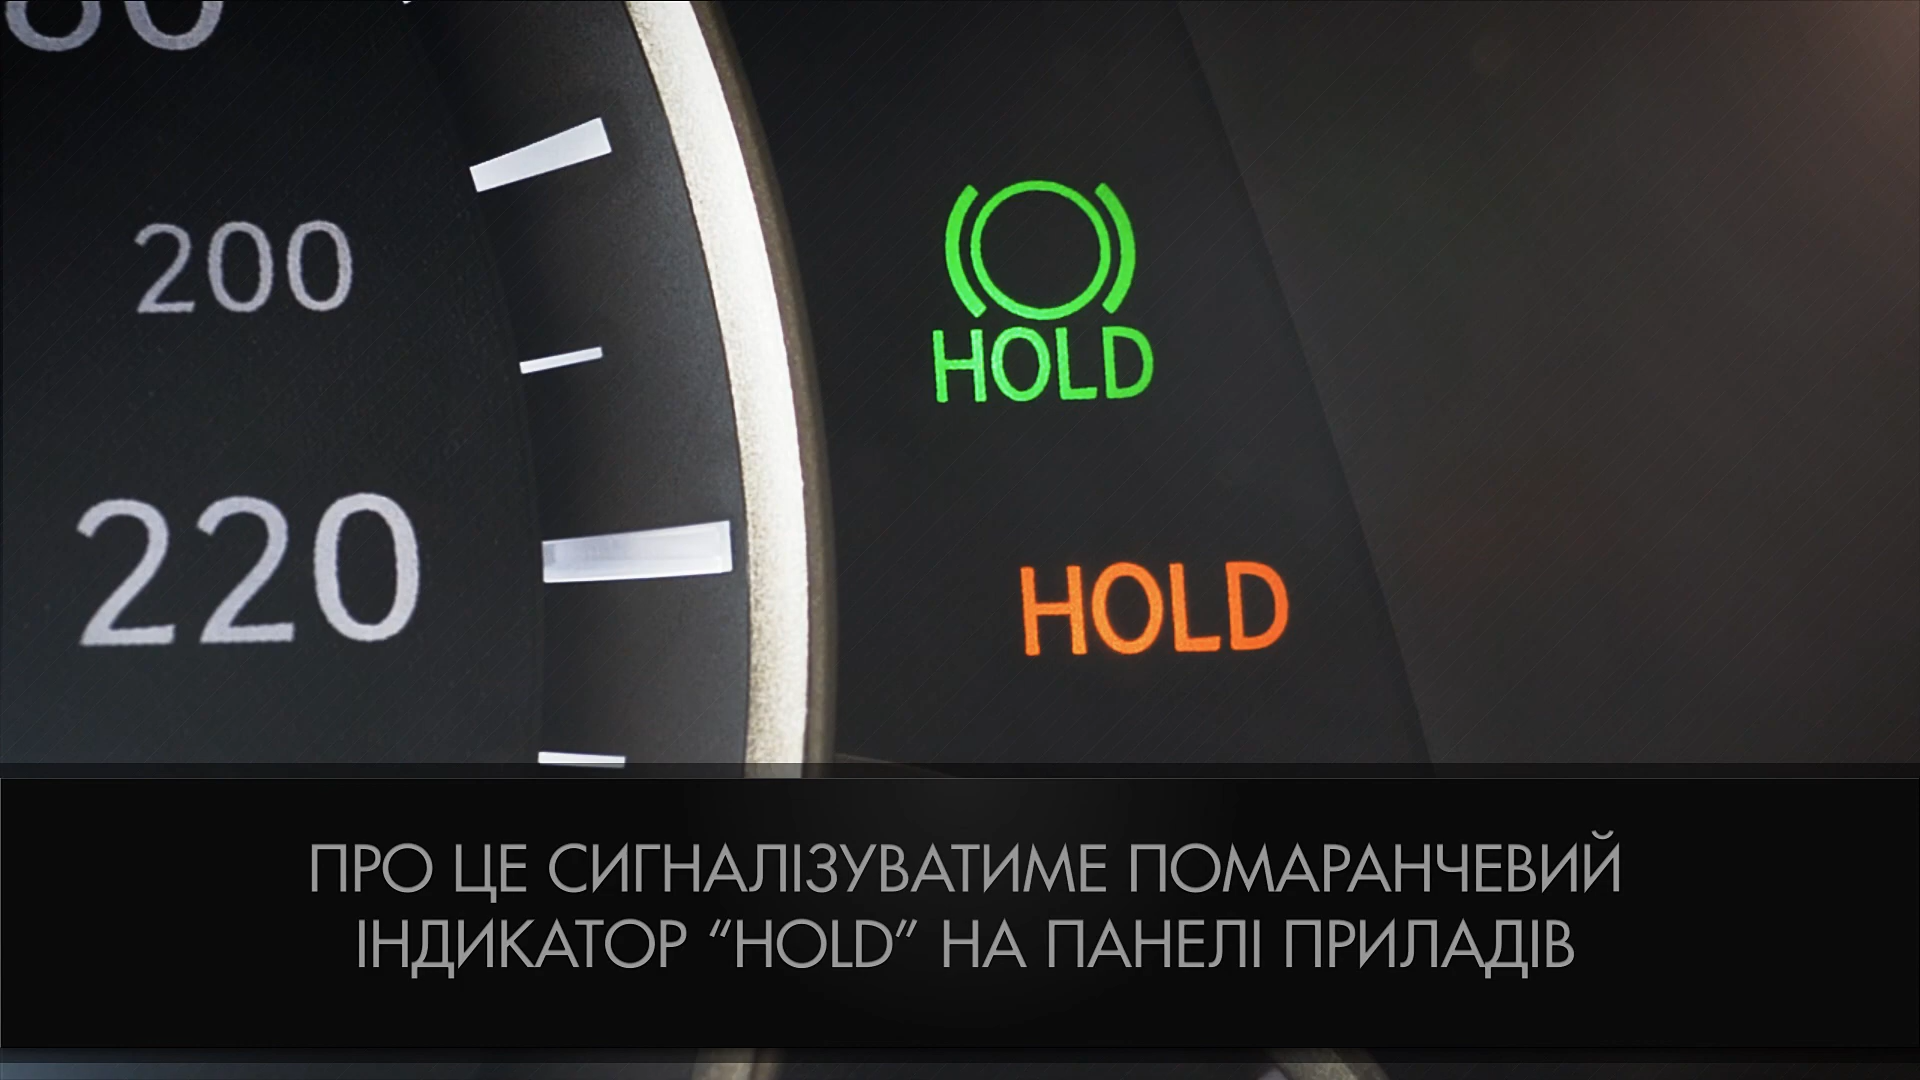 200
HOLD
220
HOLD
ПРО ЦЕ СИГНАЛІЗУВАТИМЕ ПОМАРАНЧЕВИЙ
ІНДИКАТОР “HOLD” НА ПАНЕЛІ ПРИЛАДІВ